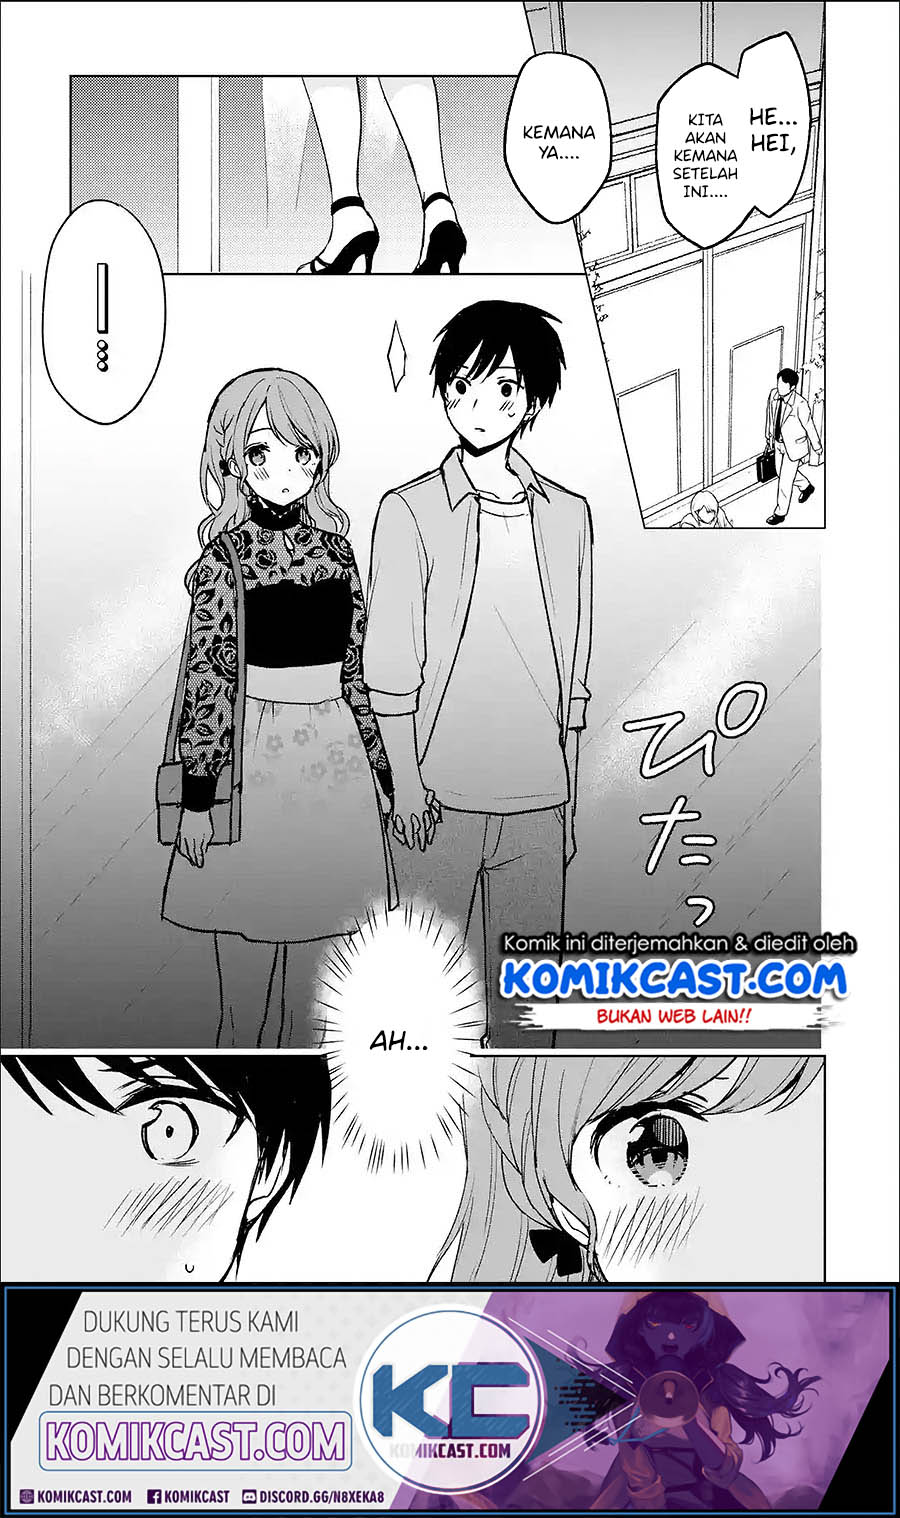 HE...
HEI,
KITA
AKAN
KEMANA
SETELAH
INI....
KEMANA
YA....
ぴたっ
AH...
Komik ini diterjemahkan & diedit oleh
KOMIKCAST.COM
BUKAN WEB LAIN!!
DUKUNG TERUS KAMI
DENGAN SELALU MEMBACA
DAN BERKOMENTAR DI
KOMIKCAST.COM
KC
KOMIKCAST.COM
KOMIKCAST.COM
KOMIKCAST
DISCORD.GG/N8XEKA8